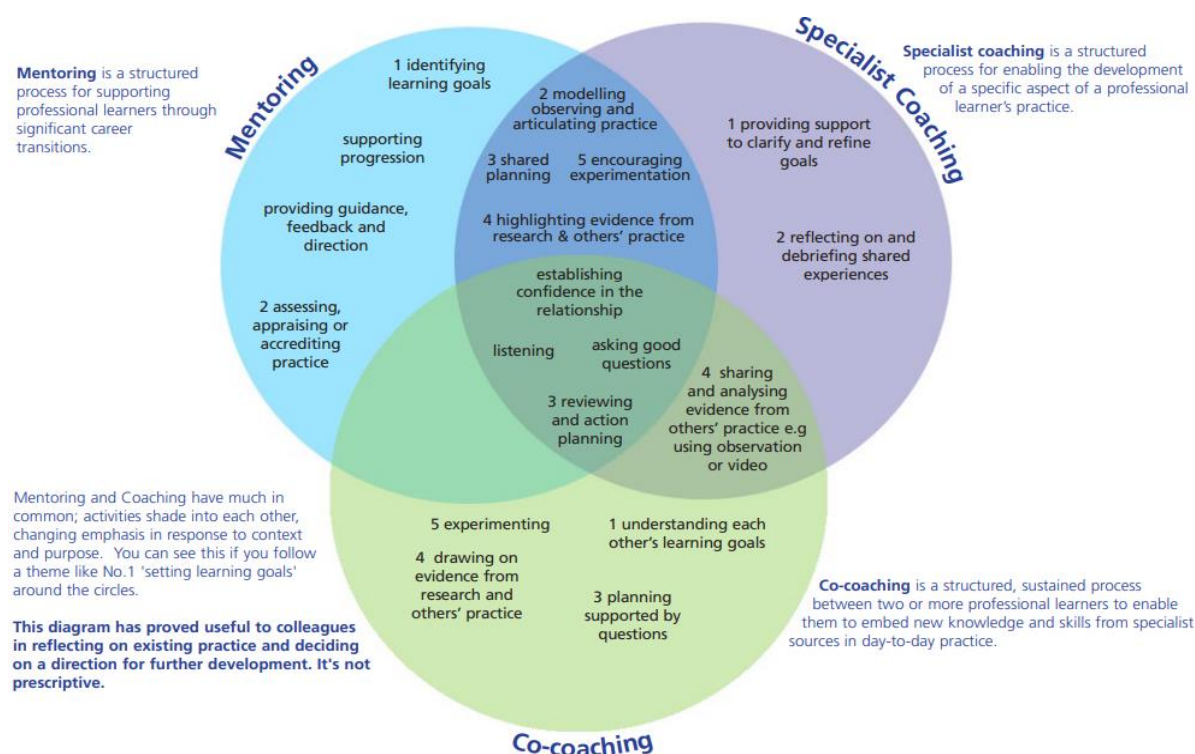 Mentoring
Specialist Coaching
Co-coaching
Mentoring is a structured
process for supporting
professional learners through
significant career
transitions.
Specialist coaching is a structured
process for enabling the development
of a specific aspect of a professional
learner's practice.
1 identifying
learning goals
supporting
progression
providing guidance,
feedback and
direction
2 assessing,
appraising or
accrediting
practice
2 modelling
observing and
articulating practice
3 shared
planning
5 encouraging
experimentation
4 highlighting evidence from
research & others' practice
1 providing support
to clarify and refine
goals
2 reflecting on and
debriefing shared
experiences
establishing
confidence in the
relationship
listening
asking good
questions
3 reviewing
and action
planning
4 sharing
and analysing
evidence from
others' practice e.g
using observation
or video
5 experimenting
4 drawing on
evidence from
research and
others' practice
1 understanding each
other's learning goals
3 planning
supported by
questions
Mentoring and Coaching have much in
common; activities shade into each other,
changing emphasis in response to context
and purpose. You can see this if you follow
a theme like No.1 'setting learning goals'
around the circles.
This diagram has proved useful to colleagues
in reflecting on existing practice and deciding
on a direction for further development. It's not
prescriptive.
Co-coaching is a structured, sustained process
between two or more professional learners to enable
them to embed new knowledge and skills from specialist
sources in day-to-day practice.